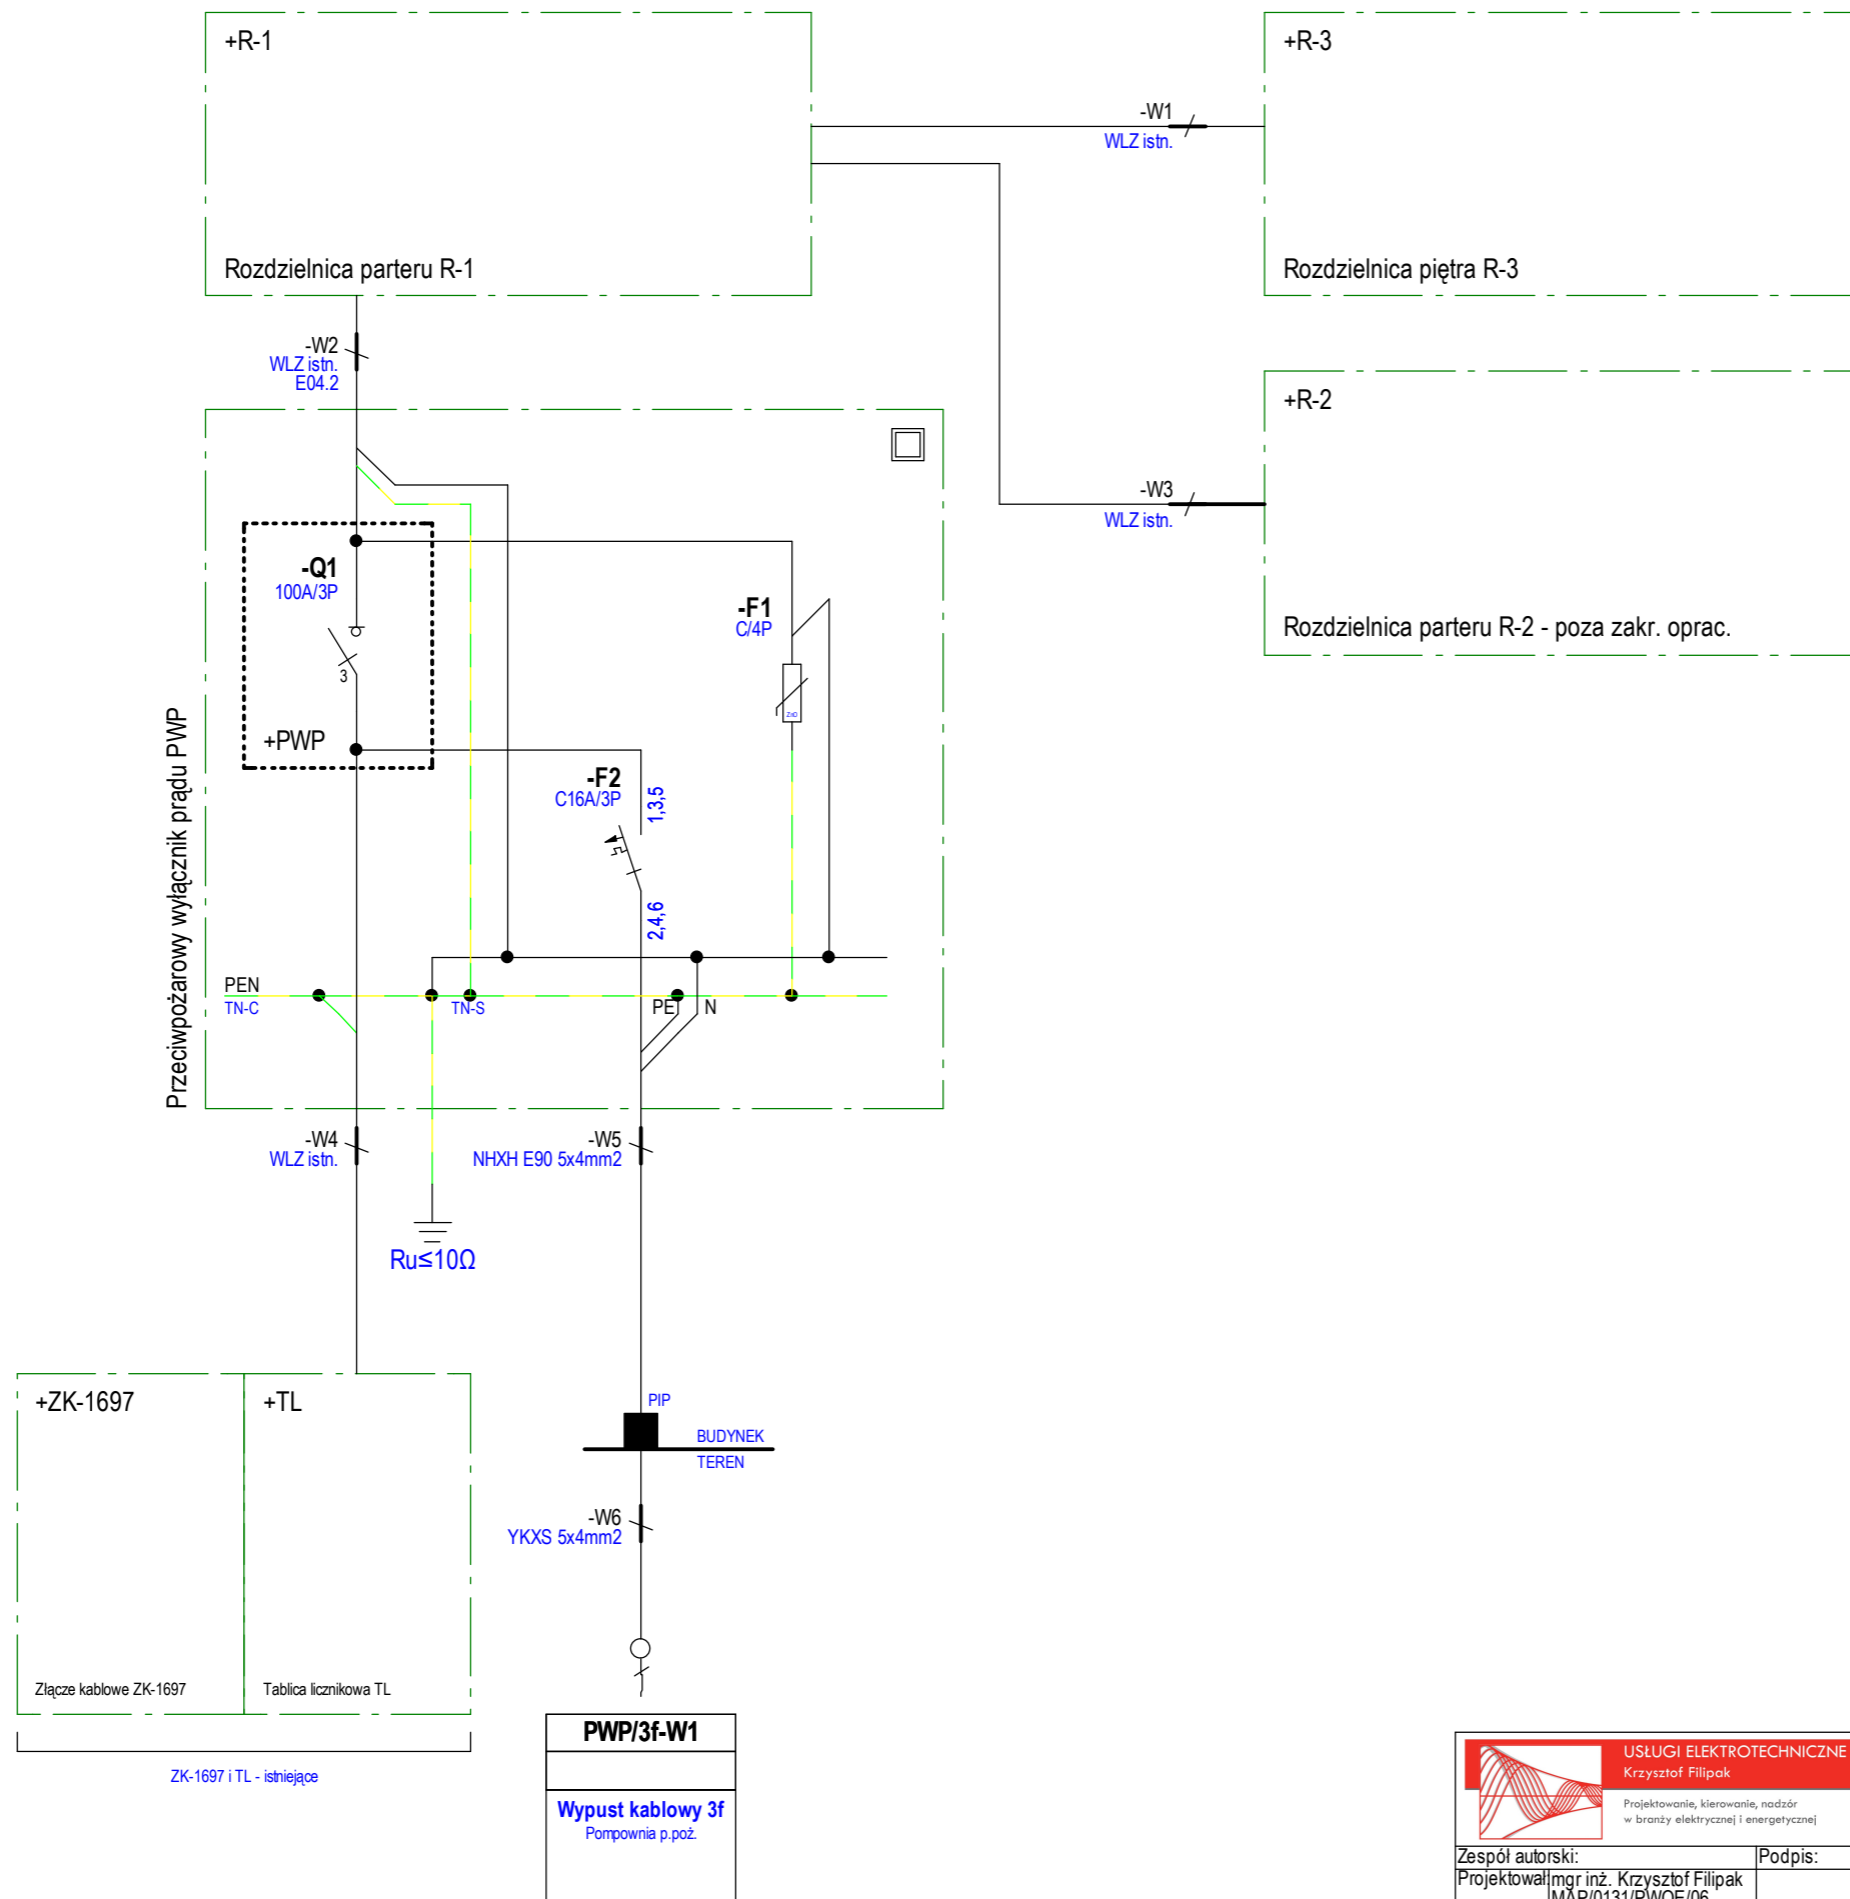 +R-1
Rozdzielnica parteru R-1
+R-3
Rozdzielnica piętra R-3
-W1
WLZ istn.
-W2
WLZ istn.
E04.2
+R-2
Rozdzielnica parteru R-2 - poza zakr. oprac.
-W3
WLZ istn.
Przeciwpożarowy wyłącznik prądu PWP
-Q1
100A/3P
3
+PWP
-F1
C/4P
ZnO
-F2
C16A/3P
1,3,5
2,4,6
PEN
TN-C
TN-S
PE
N
-W4
WLZ istn.
-W5
NHXH E90 5x4mm2
Ru≤10Ω
+ZK-1697
+TL
Złącze kablowe ZK-1697
Tablica licznikowa TL
ZK-1697 i TL - istniejące
PIP
BUDYNEK
TEREN
-W6
YKXS 5x4mm2
PWP/3f-W1
Wypust kablowy 3f
Pompownia p.poż.
USŁUGI ELEKTROTECHNICZNE
Krzysztof Filipak
Projektowanie, kierowanie, nadzór
w branży elektrycznej i energetycznej
Zespół autorski:
Podpis:
Projektował:
mgr inż. Krzysztof Filipak
MAP/0131/PWOE/06